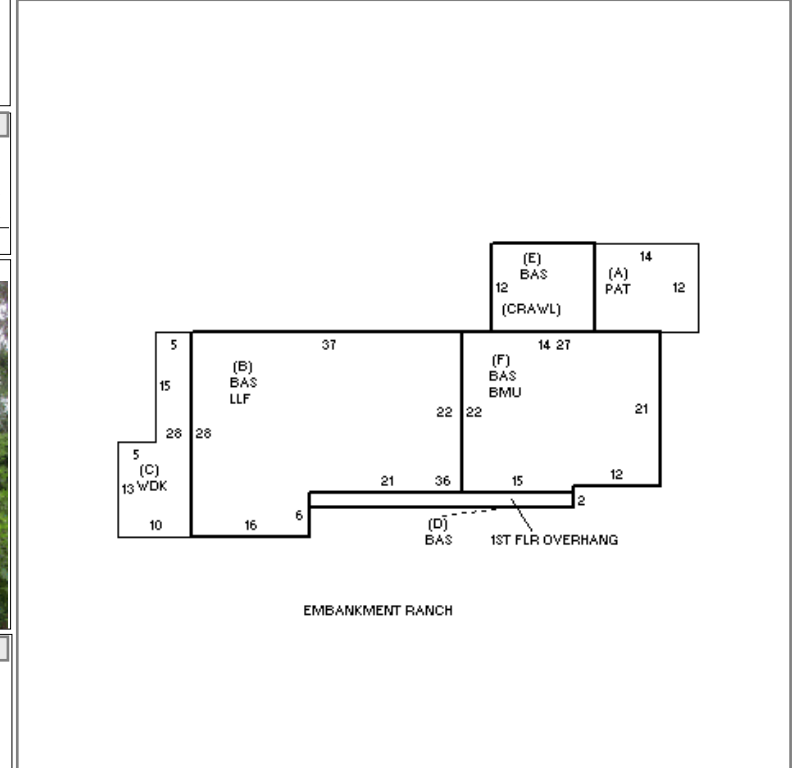 (E)
BAS
12
(CRAWL)
14
(A)
PAT
12
5
37
14 27
(B)
BAS
LLF
(F)
BAS
BMU
15
22
22
21
28
28
5
(C)
13
WDK
21
36
15
12
10
16
6
2
(D)
BAS
1ST FLR OVERHANG
EMBANKMENT RANCH